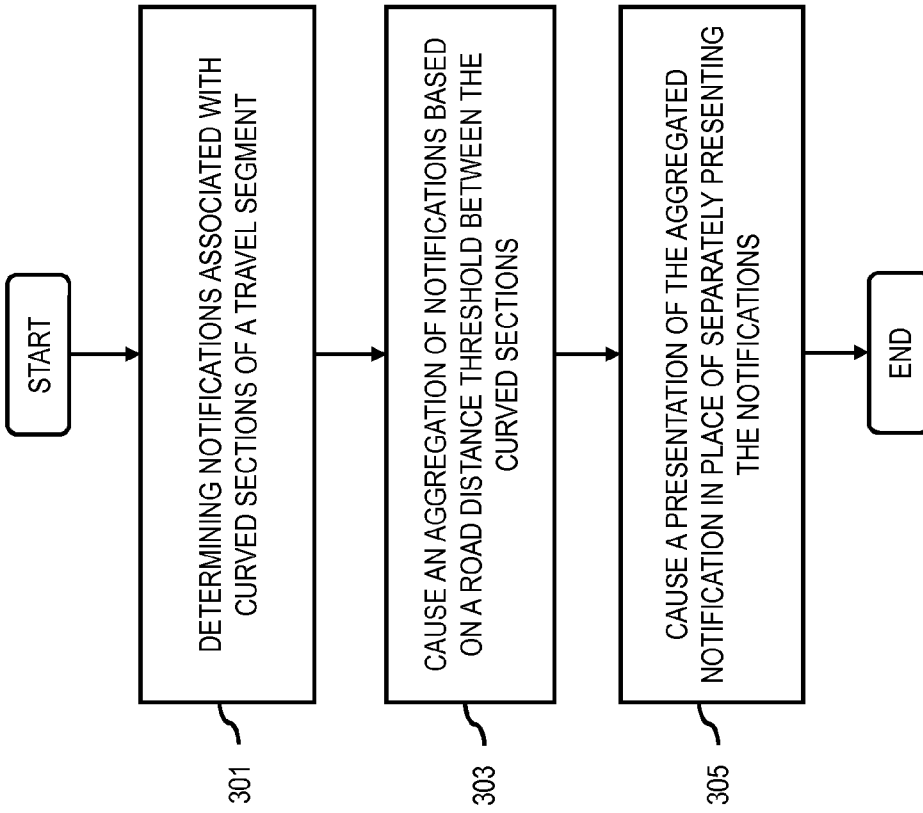 START
301
DETERMINING NOTIFICATIONS ASSOCIATED WITH
CURVED SECTIONS OF A TRAVEL SEGMENT
303
CAUSE AN AGGREGATION OF NOTIFICATIONS BASED
ON A ROAD DISTANCE THRESHOLD BETWEEN THE
CURVED SECTIONS
305
CAUSE A PRESENTATION OF THE AGGREGATED
NOTIFICATION IN PLACE OF SEPARATELY PRESENTING
THE NOTIFICATIONS
END